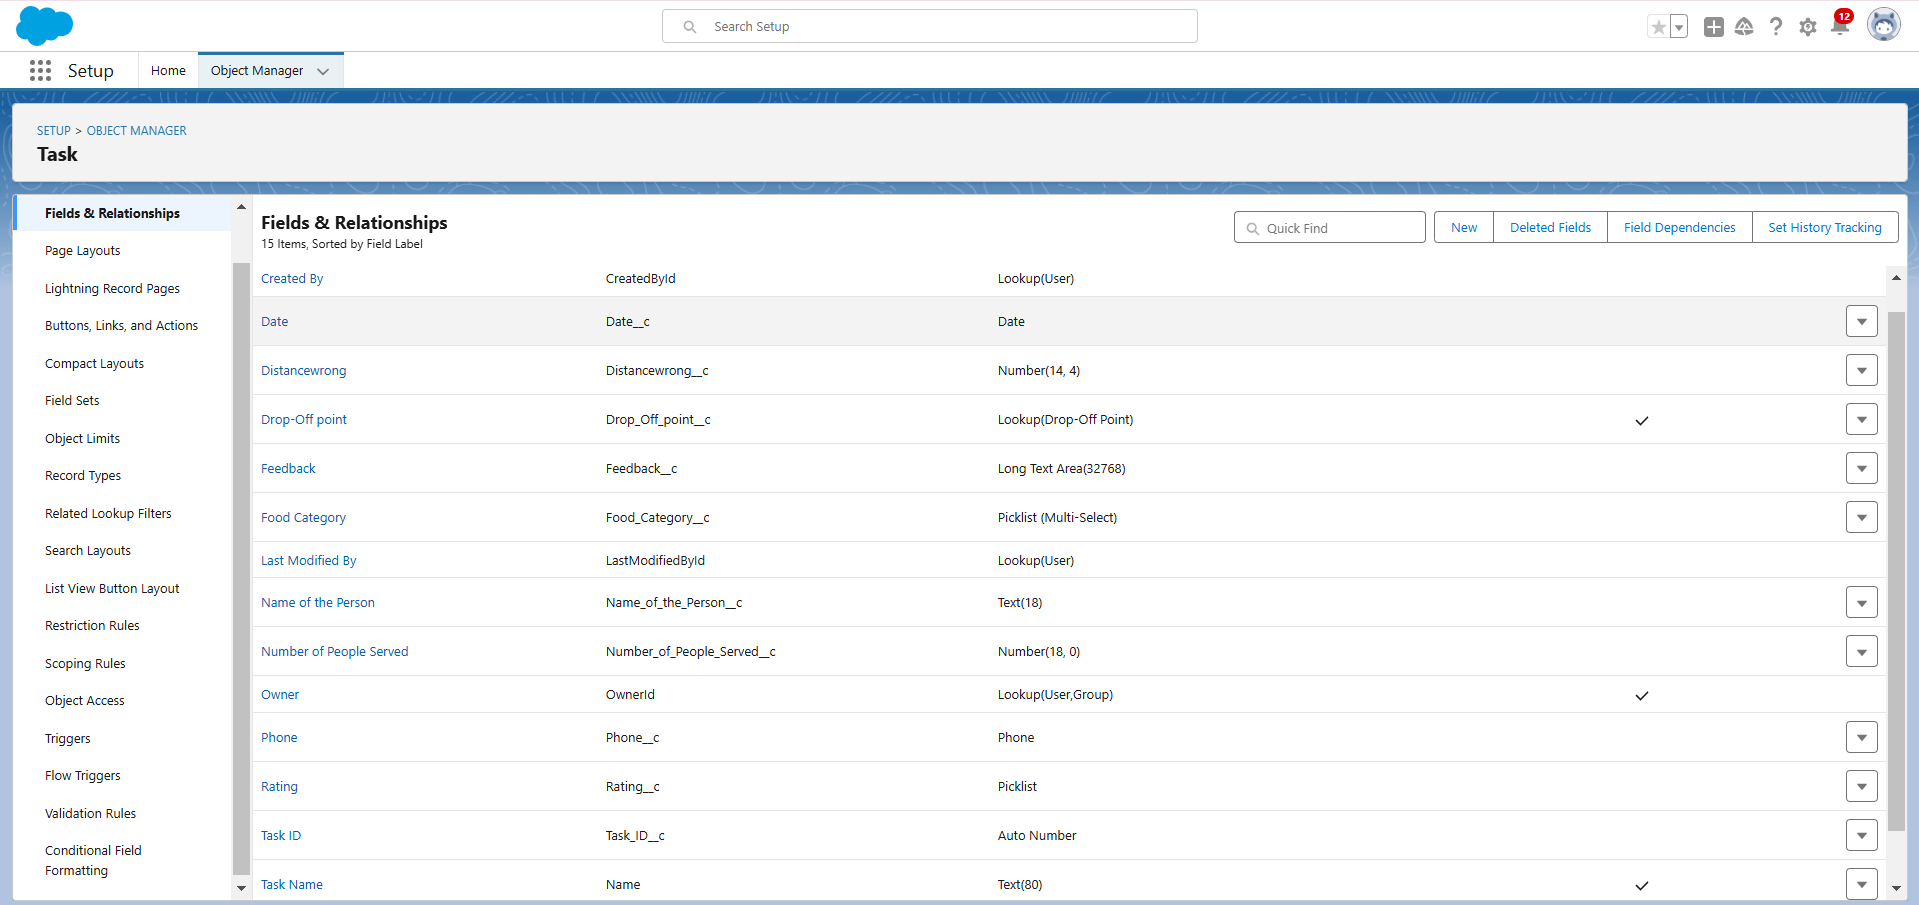 Search Setup
12
Setup
Home
Object Manager
SETUP > OBJECT MANAGER
Task
Fields & Relationships
Page Layouts
Lightning Record Pages
Buttons, Links, and Actions
Compact Layouts
Field Sets
Object Limits
Record Types
Related Lookup Filters
Search Layouts
List View Button Layout
Restriction Rules
Scoping Rules
Object Access
Triggers
Flow Triggers
Validation Rules
Conditional Field
Formatting
Fields & Relationships
15 Items, Sorted by Field Label
Quick Find
New
Deleted Fields
Field Dependencies
Set History Tracking
Created By CreatedById Lookup(User)
Date Date__c Date
Distancewrong Distancewrong__c Number(14, 4)
Drop-Off point Drop_Off_point__c Lookup(Drop-Off Point)
Feedback Feedback__c Long Text Area(32768)
Food Category Food_Category__c Picklist (Multi-Select)
Last Modified By LastModifiedById Lookup(User)
Name of the Person Name_of_the_Person__c Text(18)
Number of People Served Number_of_People_Served__c Number(18, 0)
Owner OwnerId Lookup(User,Group)
Phone Phone__c Phone
Rating Rating__c Picklist
Task ID Task_ID__c Auto Number
Task Name Name Text(80)